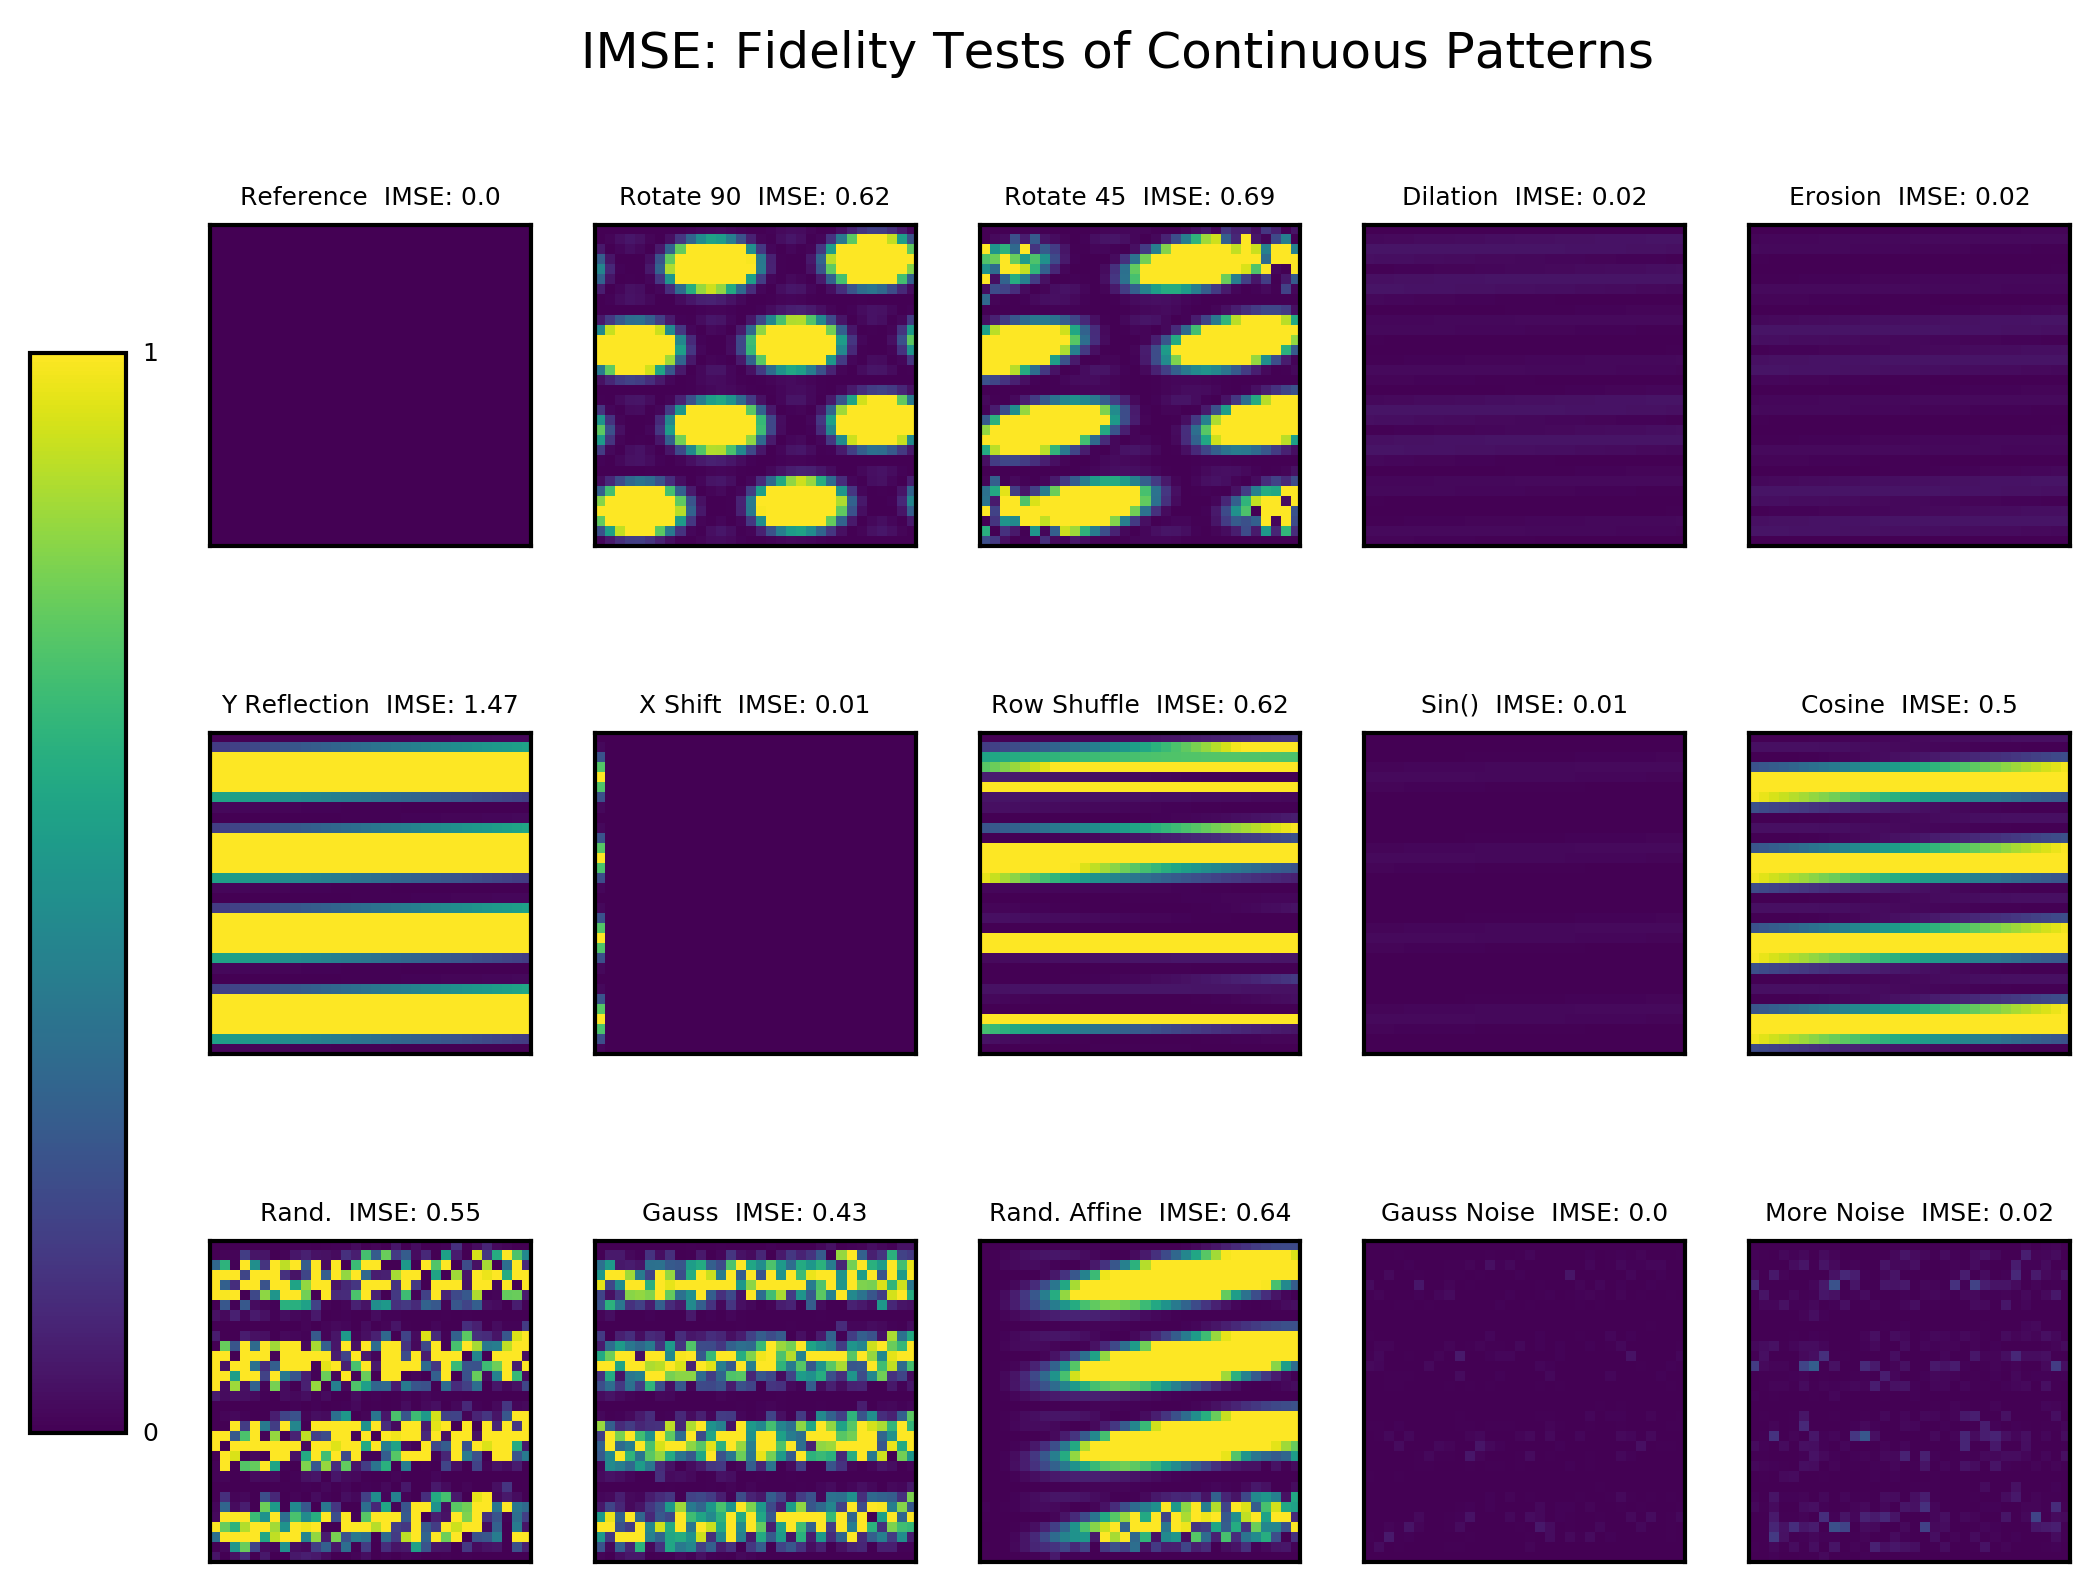 IMSE: Fidelity Tests of Continuous Patterns
Reference  IMSE: 0.0
Rotate 90  IMSE: 0.62
Rotate 45  IMSE: 0.69
Dilation  IMSE: 0.02
Erosion  IMSE: 0.02
1
Y Reflection  IMSE: 1.47
X Shift  IMSE: 0.01
Row Shuffle  IMSE: 0.62
Sin()  IMSE: 0.01
Cosine  IMSE: 0.5
Rand.  IMSE: 0.55
Gauss  IMSE: 0.43
Rand. Affine  IMSE: 0.64
Gauss Noise  IMSE: 0.0
More Noise  IMSE: 0.02
0